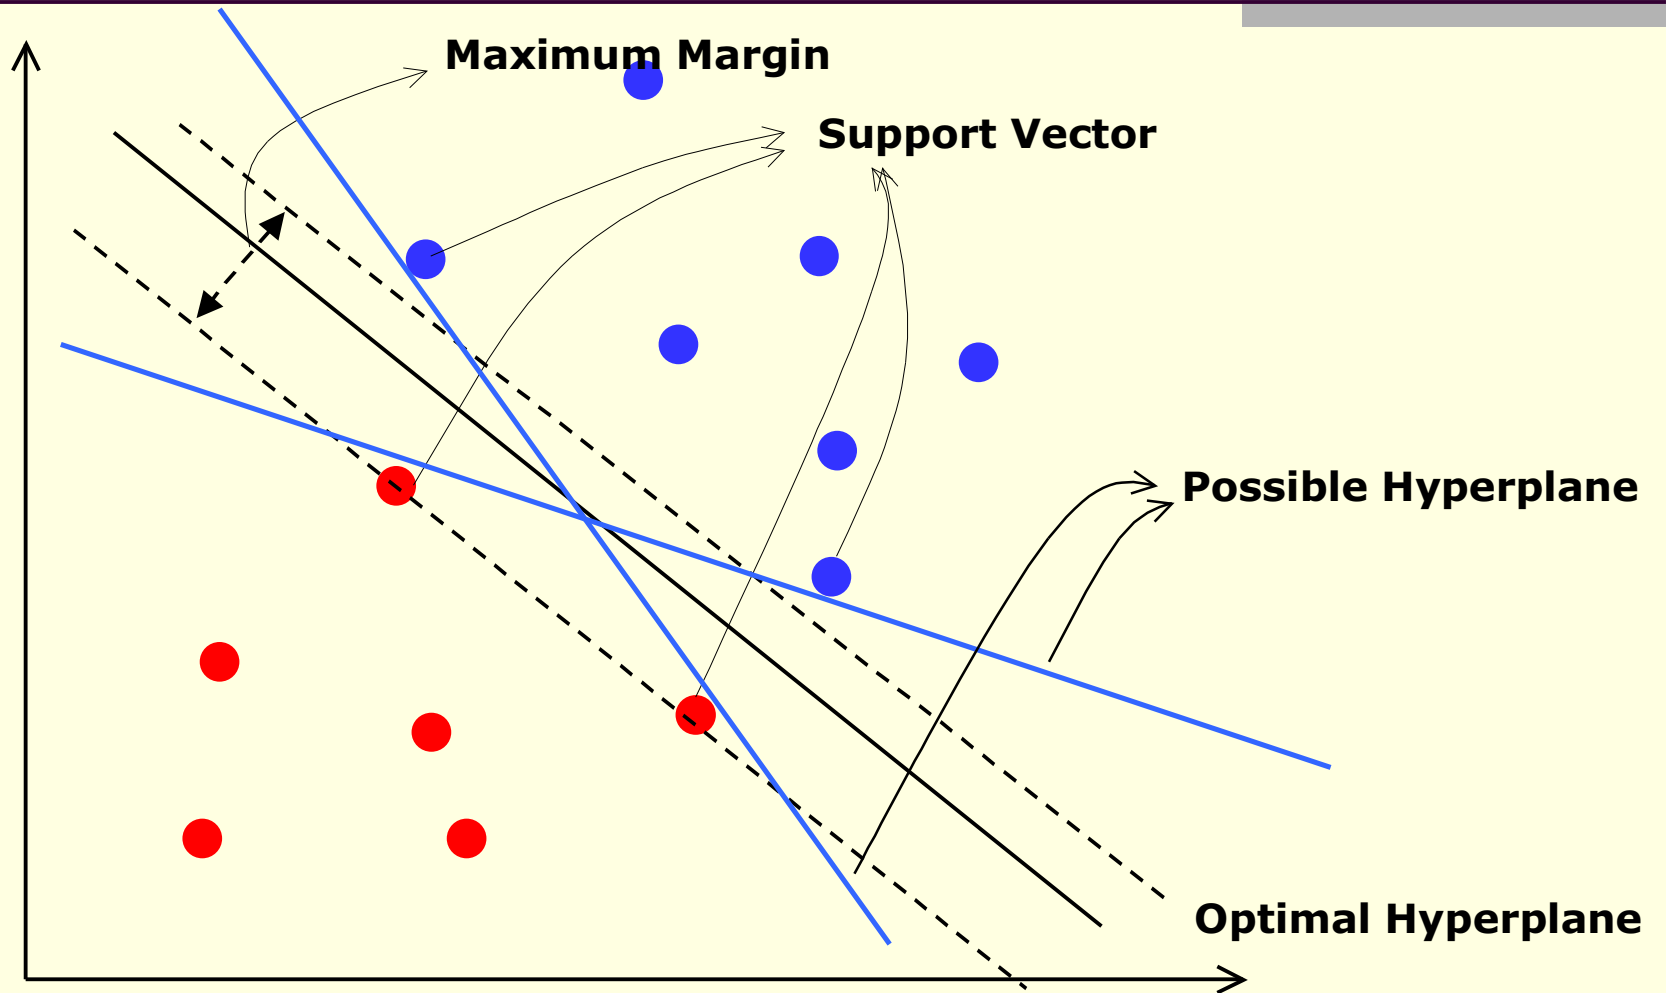 Maximum Margin
Support Vector
Possible Hyperplane
Optimal Hyperplane